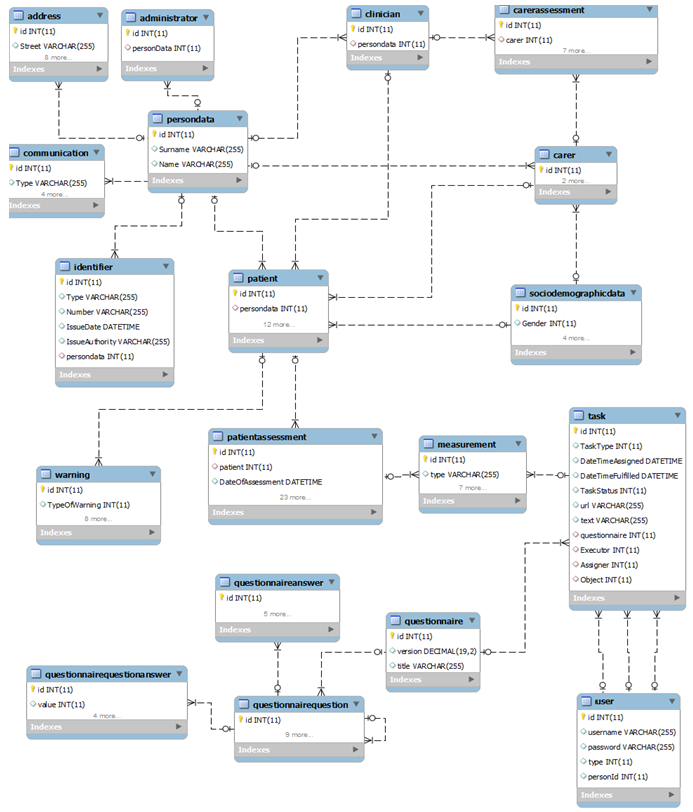 address
id INT(11)
Street VARCHAR(255)
8 more...
Indexes
administrator
id INT(11)
personData INT(11)
Indexes
clinician
id INT(11)
persondata INT(11)
Indexes
carerassessment
id INT(11)
carer INT(11)
7 more...
Indexes
persondata
id INT(11)
Surname VARCHAR(255)
Name VARCHAR(255)
Indexes
communication
id INT(11)
Type VARCHAR(255)
4 more...
Indexes
carer
id INT(11)
2 more...
Indexes
identifier
id INT(11)
Type VARCHAR(255)
Number VARCHAR(255)
IssueDate DATETIME
IssueAuthority VARCHAR(255)
persondata INT(11)
Indexes
patient
id INT(11)
persondata INT(11)
12 more...
Indexes
sociodemographicdata
id INT(11)
Gender INT(11)
4 more...
Indexes
patientassessment
id INT(11)
patient INT(11)
DateOfAssessment DATETIME
23 more...
Indexes
measurement
id INT(11)
type VARCHAR(255)
7 more...
Indexes
task
id INT(11)
TaskType INT(11)
DateTimeAssigned DATETIME
DateTimeFulfilled DATETIME
TaskStatus INT(11)
url VARCHAR(255)
text VARCHAR(255)
questionnaire INT(11)
Executor INT(11)
Assigner INT(11)
Object INT(11)
Indexes
warning
id INT(11)
TypeOfWarning INT(11)
8 more...
Indexes
questionnaireanswer
id INT(11)
5 more...
Indexes
questionnaire
id INT(11)
version DECIMAL(19,2)
title VARCHAR(255)
Indexes
questionnairequestionanswer
id INT(11)
value INT(11)
4 more...
Indexes
questionnairequestion
id INT(11)
9 more...
Indexes
user
id INT(11)
username VARCHAR(255)
password VARCHAR(255)
type INT(11)
personId INT(11)
Indexes